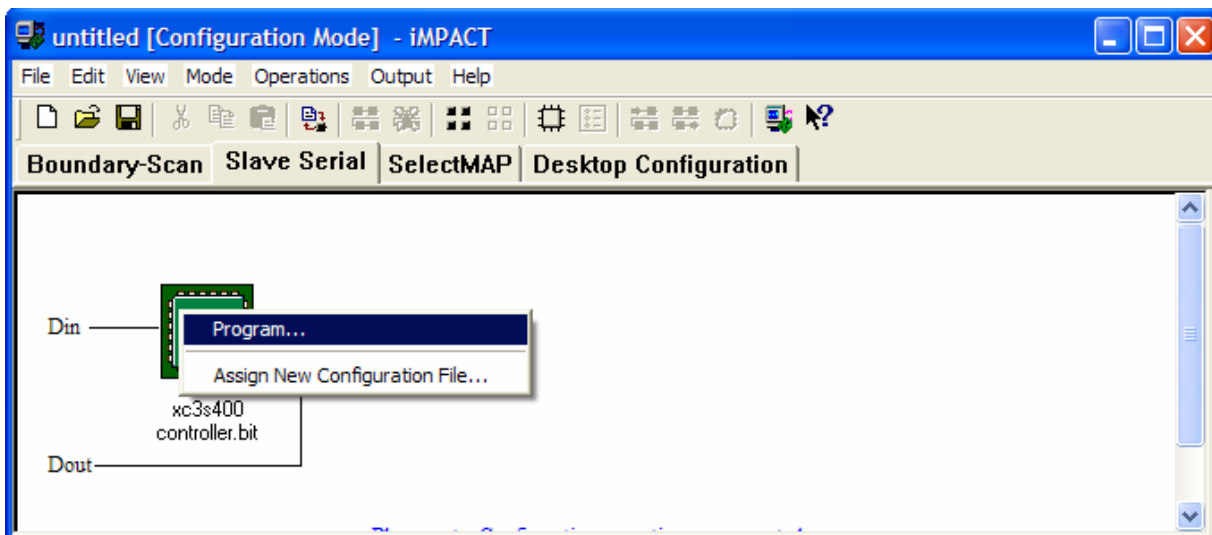 untitled [Configuration Mode] - iMPACT
File Edit View Mode Operations Output Help
Boundary-Scan Slave Serial SelectMAP Desktop Configuration
Din
Program...
Assign New Configuration File...
xc3s400
controller.bit
Dout